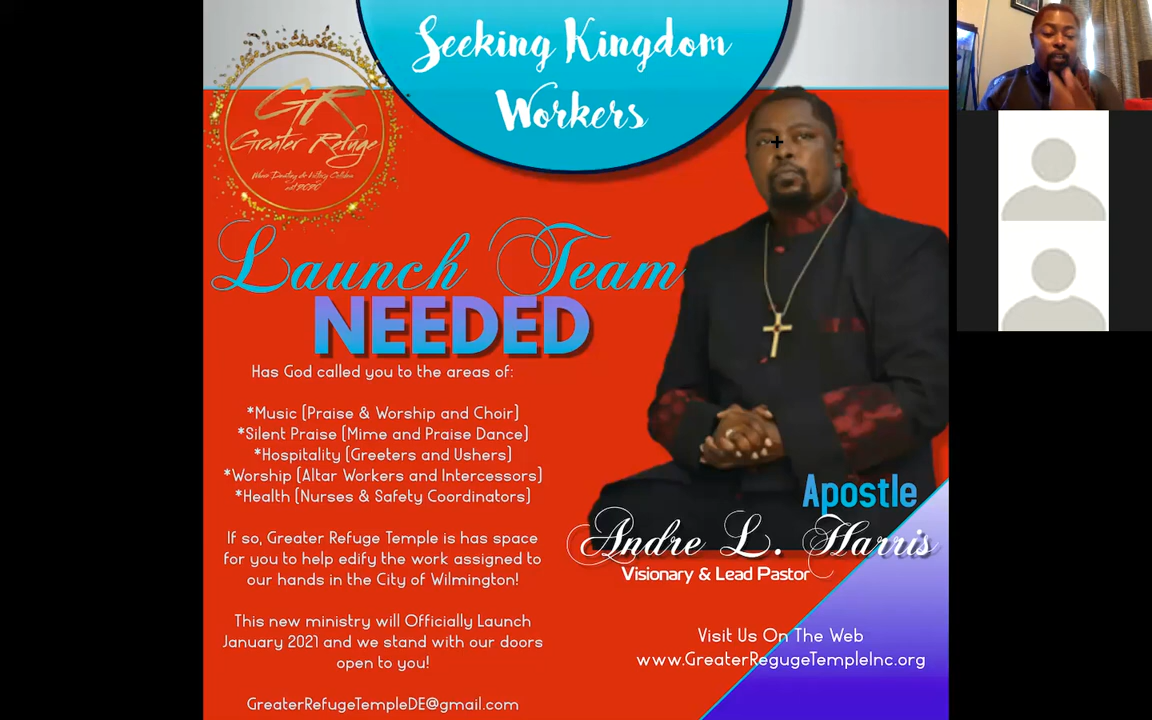 Seeking Kingdom
Workers
GR
Greater Refuge
Launch Team
NEEDED
Has God called you to the areas of:
*Music (Praise & Worship and Choir)
*Silent Praise (Mime and Praise Dance)
*Hospitality (Greeters and Ushers)
*Worship (Altar Workers and Intercessors)
*Health (Nurses & Safety Coordinators)
If so, Greater Refuge Temple is has space
for you to help edify the work assigned to
our hands in the City of Wilmington!
This new ministry will Officially Launch
January 2021 and we stand with our doors
open to you!
GreaterRefugeTempleDE@gmail.com
Apostle
Andre L. Harris
Visionary & Lead Pastor
Visit Us On The Web
www.GreaterRegugeTempleInc.org